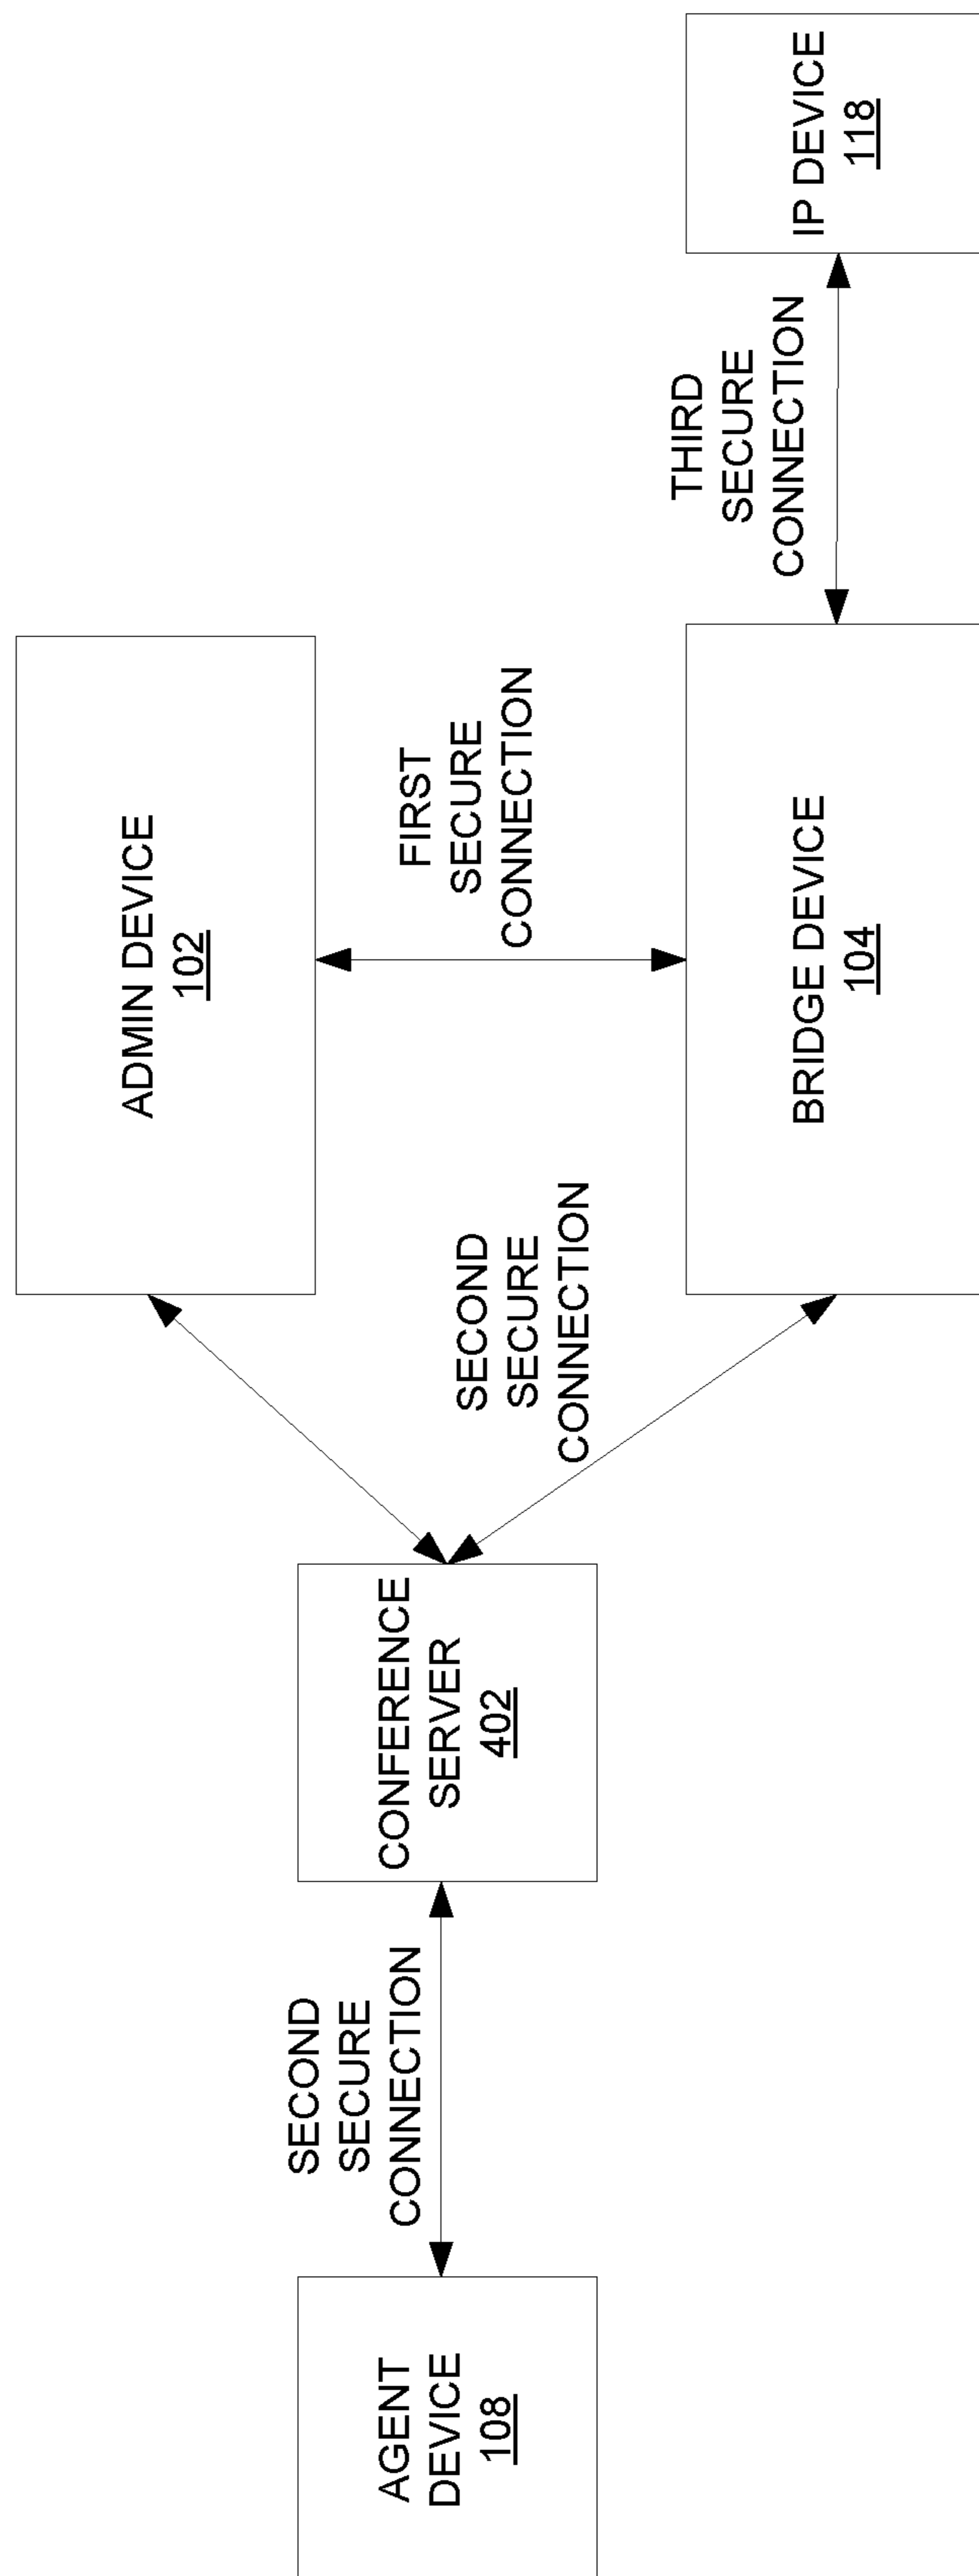 ADMIN DEVICE
102
FIRST
SECURE
CONNECTION
SECOND
SECURE
CONNECTION
AGENT
DEVICE
108
SECOND
SECURE
CONNECTION
CONFERENCE
SERVER
402
BRIDGE DEVICE
104
THIRD
SECURE
CONNECTION
IP DEVICE
118